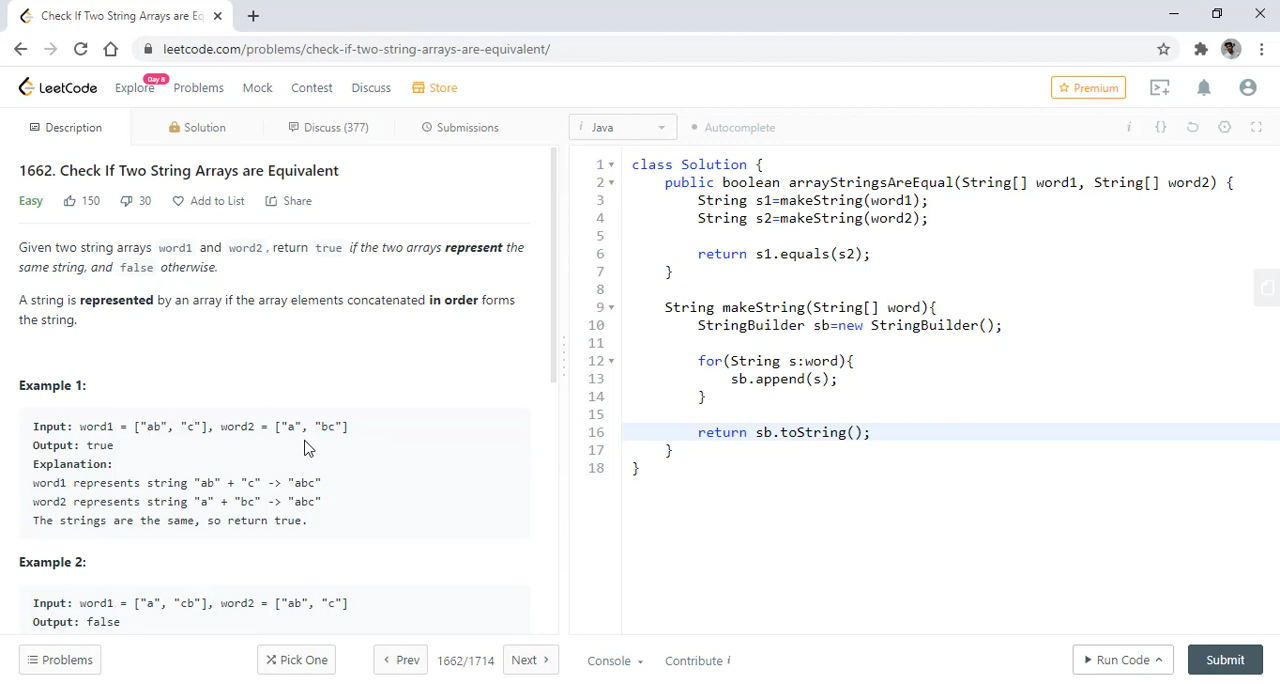 Check If Two String Arrays are Eq
leetcode.com/problems/check-if-two-string-arrays-are-equivalent/
LeetCode
Explore
Day 8
Problems
Mock
Contest
Discuss
Store
Premium
Description
Solution
Discuss (377)
Submissions
i Java
Autocomplete
i
{}
1662. Check If Two String Arrays are Equivalent
Easy
150
30
Add to List
Share
Given two string arrays word1 and word2, return true if the two arrays represent the
same string, and false otherwise.
A string is represented by an array if the array elements concatenated in order forms
the string.
Example 1:
Input: word1 = ["ab", "c"], word2 = ["a", "bc"]
Output: true
Explanation:
word1 represents string "ab" + "c" -> "abc"
word2 represents string "a" + "bc" -> "abc"
The strings are the same, so return true.
Example 2:
Input: word1 = ["a", "cb"], word2 = ["ab", "c"]
Output: false
1 class Solution {
2 public boolean arrayStringsAreEqual(String[] word1, String[] word2) {
3 String s1=makeString(word1);
4 String s2=makeString(word2);
5
6 return s1.equals(s2);
7 }
8
9 String makeString(String[] word){
10 StringBuilder sb=new StringBuilder();
11
12 for(String s:word){
13 sb.append(s);
14 }
15
16 return sb.toString();
17 }
18 }
Problems
Pick One
Prev
1662/1714
Next
Console
Contribute i
Run Code
Submit